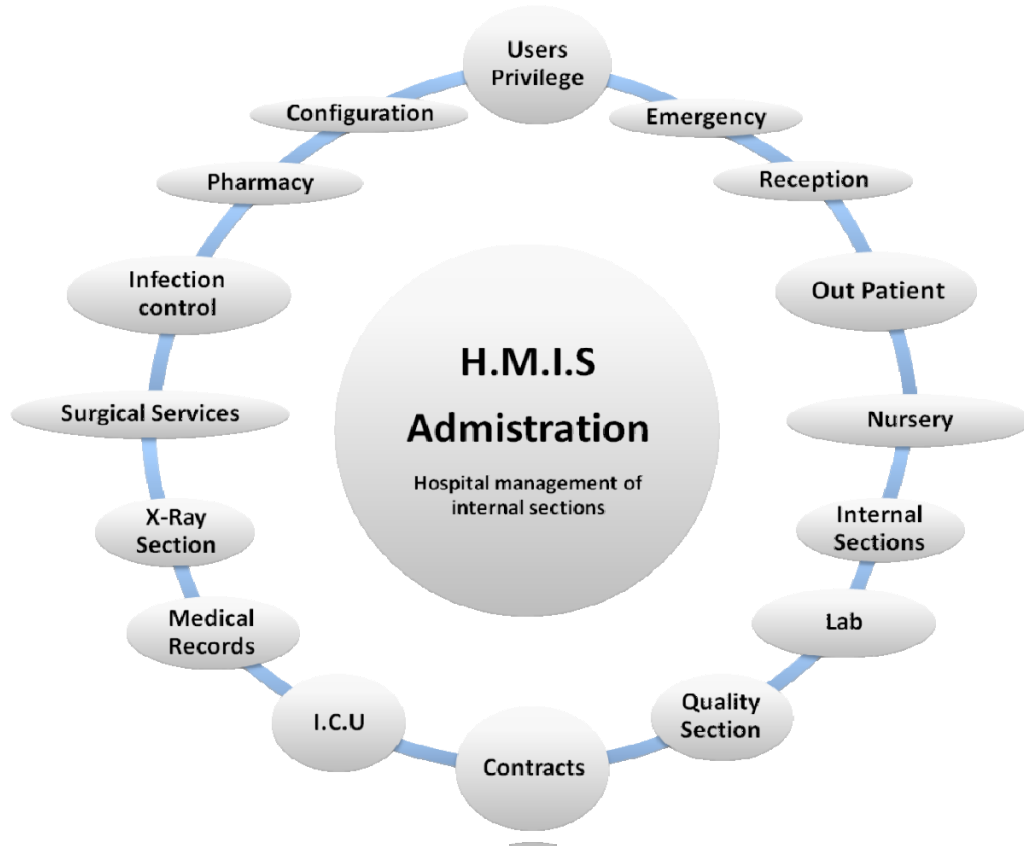 Users
Privilege
Configuration
Emergency
Pharmacy
Reception
Infection
control
Out Patient
H.M.I.S
Admistration
Hospital management of
internal sections
Surgical Services
Nursery
X-Ray
Section
Internal
Sections
Medical
Records
Lab
I.C.U
Quality
Section
Contracts